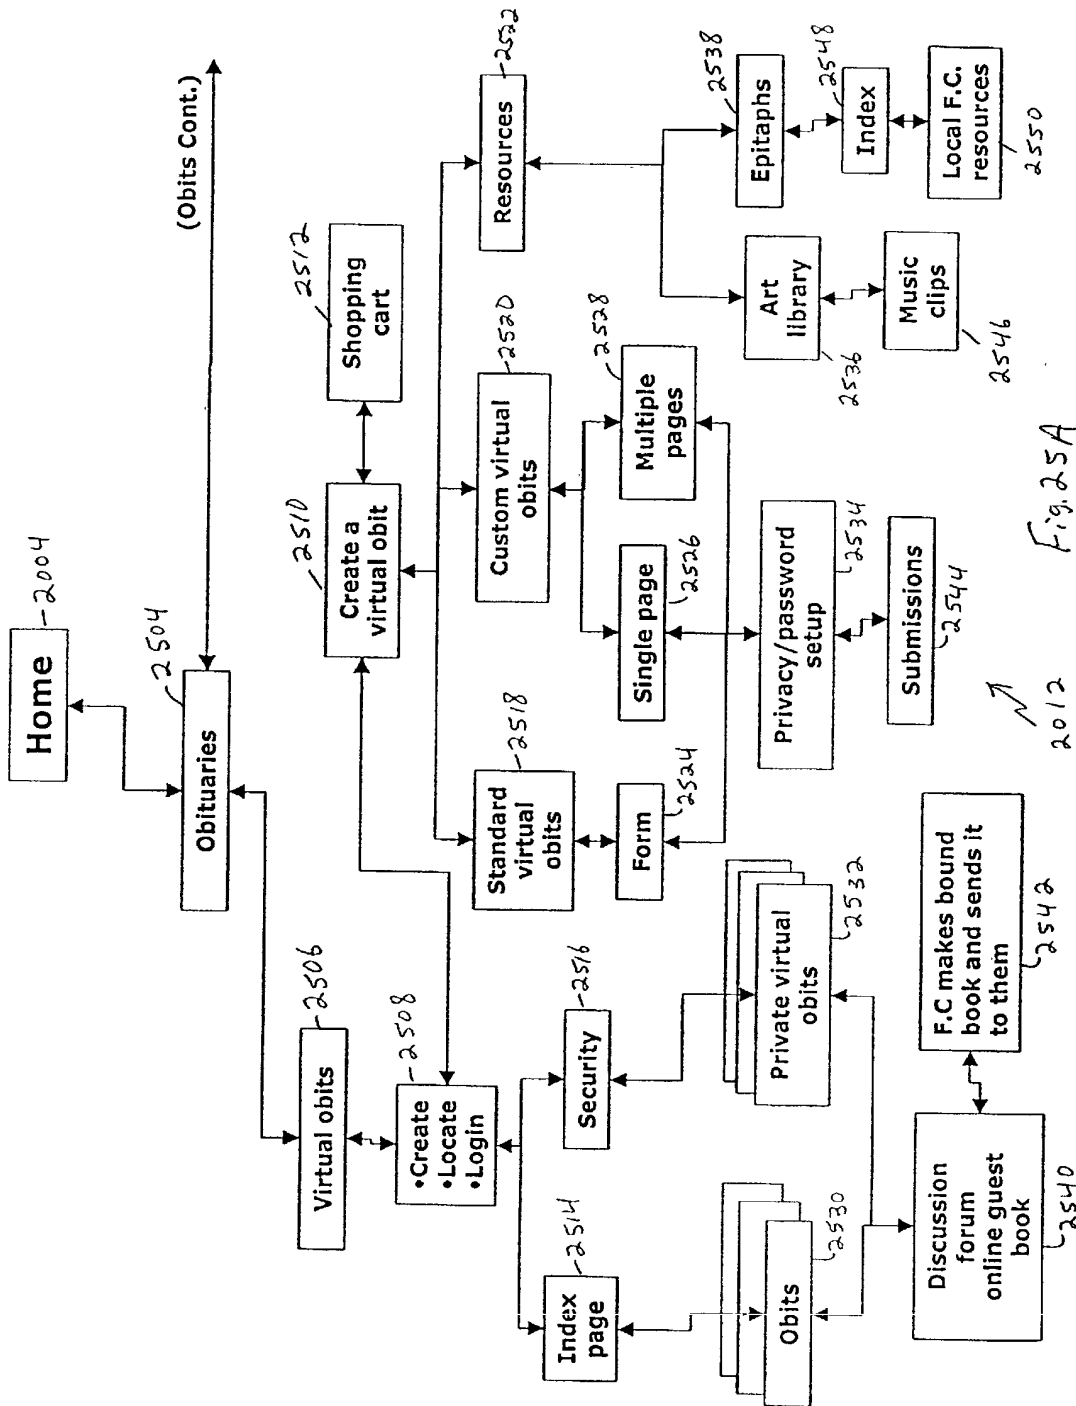 Home
2004
(Obits Cont.)
Obituaries
2504
Virtual obits
2506
•Create
•Locate
•Login
2508
Create a
virtual obit
2510
Shopping
cart
2512
Index
page
2514
Security
2516
Standard
virtual
obits
2518
Custom virtual
obits
2520
Resources
2522
Form
2524
Single page
2526
Multiple
pages
2528
Obits
2530
Private virtual
obits
2532
Privacy/password
setup
2534
Art
library
2536
Epitaphs
2538
Discussion
forum
online guest
book
2540
F.C makes bound
book and sends it
to them
2542
Submissions
2544
Music
clips
2546
Index
2548
Local F.C.
resources
2550
2012
Fig. 25A